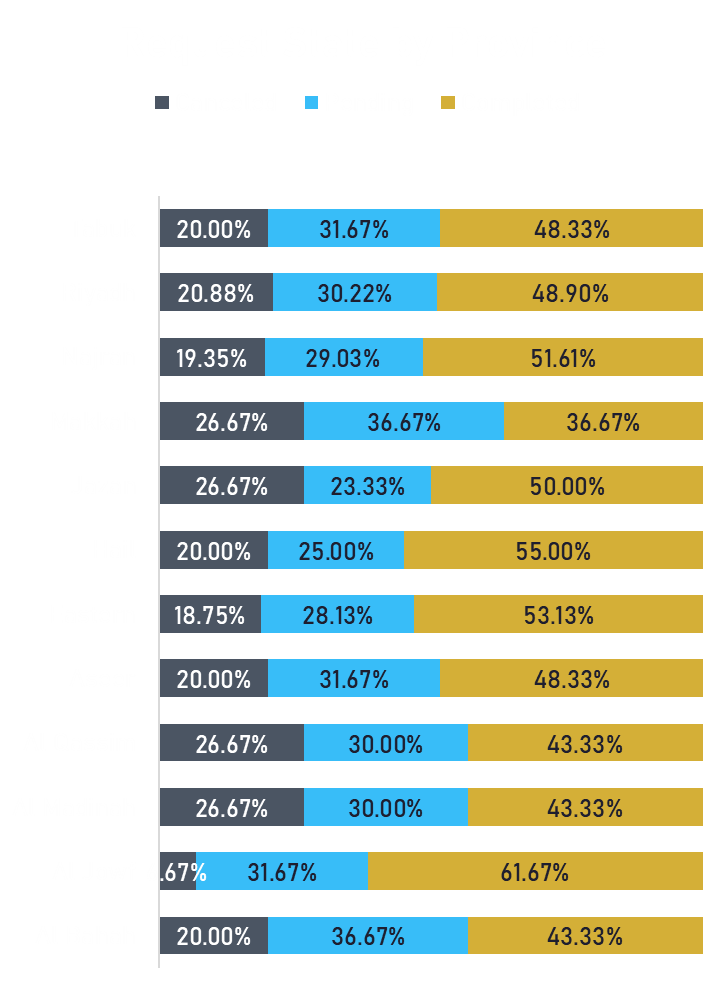 20.00% 31.67% 48.33%
20.88% 30.22% 48.90%
19.35% 29.03% 51.61%
26.67% 36.67% 36.67%
26.67% 23.33% 50.00%
20.00% 25.00% 55.00%
18.75% 28.13% 53.13%
20.00% 31.67% 48.33%
26.67% 30.00% 43.33%
26.67% 30.00% 43.33%
.67% 31.67% 61.67%
20.00% 36.67% 43.33%